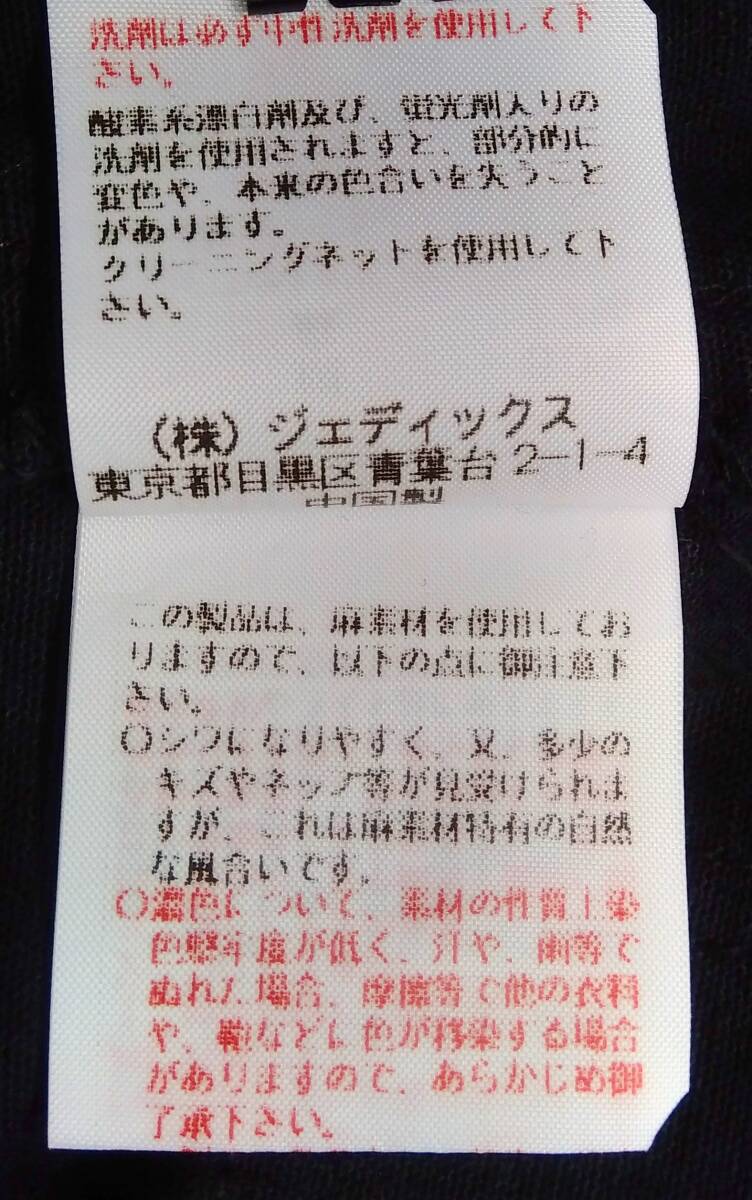 洗剤は必ず中性洗剤を使用して下
さい。
酸素系漂白剤及び、蛍光剤入りの
洗剤を使用されますと、部分的に
変色や、本来の色合いを失うこと
があります。
クリーニングネットを使用して下
さい。
(株)ジェディックス
東京都目黒区青葉台2-1-4
中国製
この製品は、麻素材を使用してお
りますので、以下の点に御注意下
さい。
○シワになりやすく、又、多少の
キズやネップ等が見受けられま
すが、これは麻素材特有の自然
な風合いです。
○濃色について、素材の性質上染
色堅牢度が低く、汗や、雨等で
ぬれた場合、摩擦等で他の衣料
や、鞄などに色が移染する場合
がありますので、あらかじめ御
了承下さい。